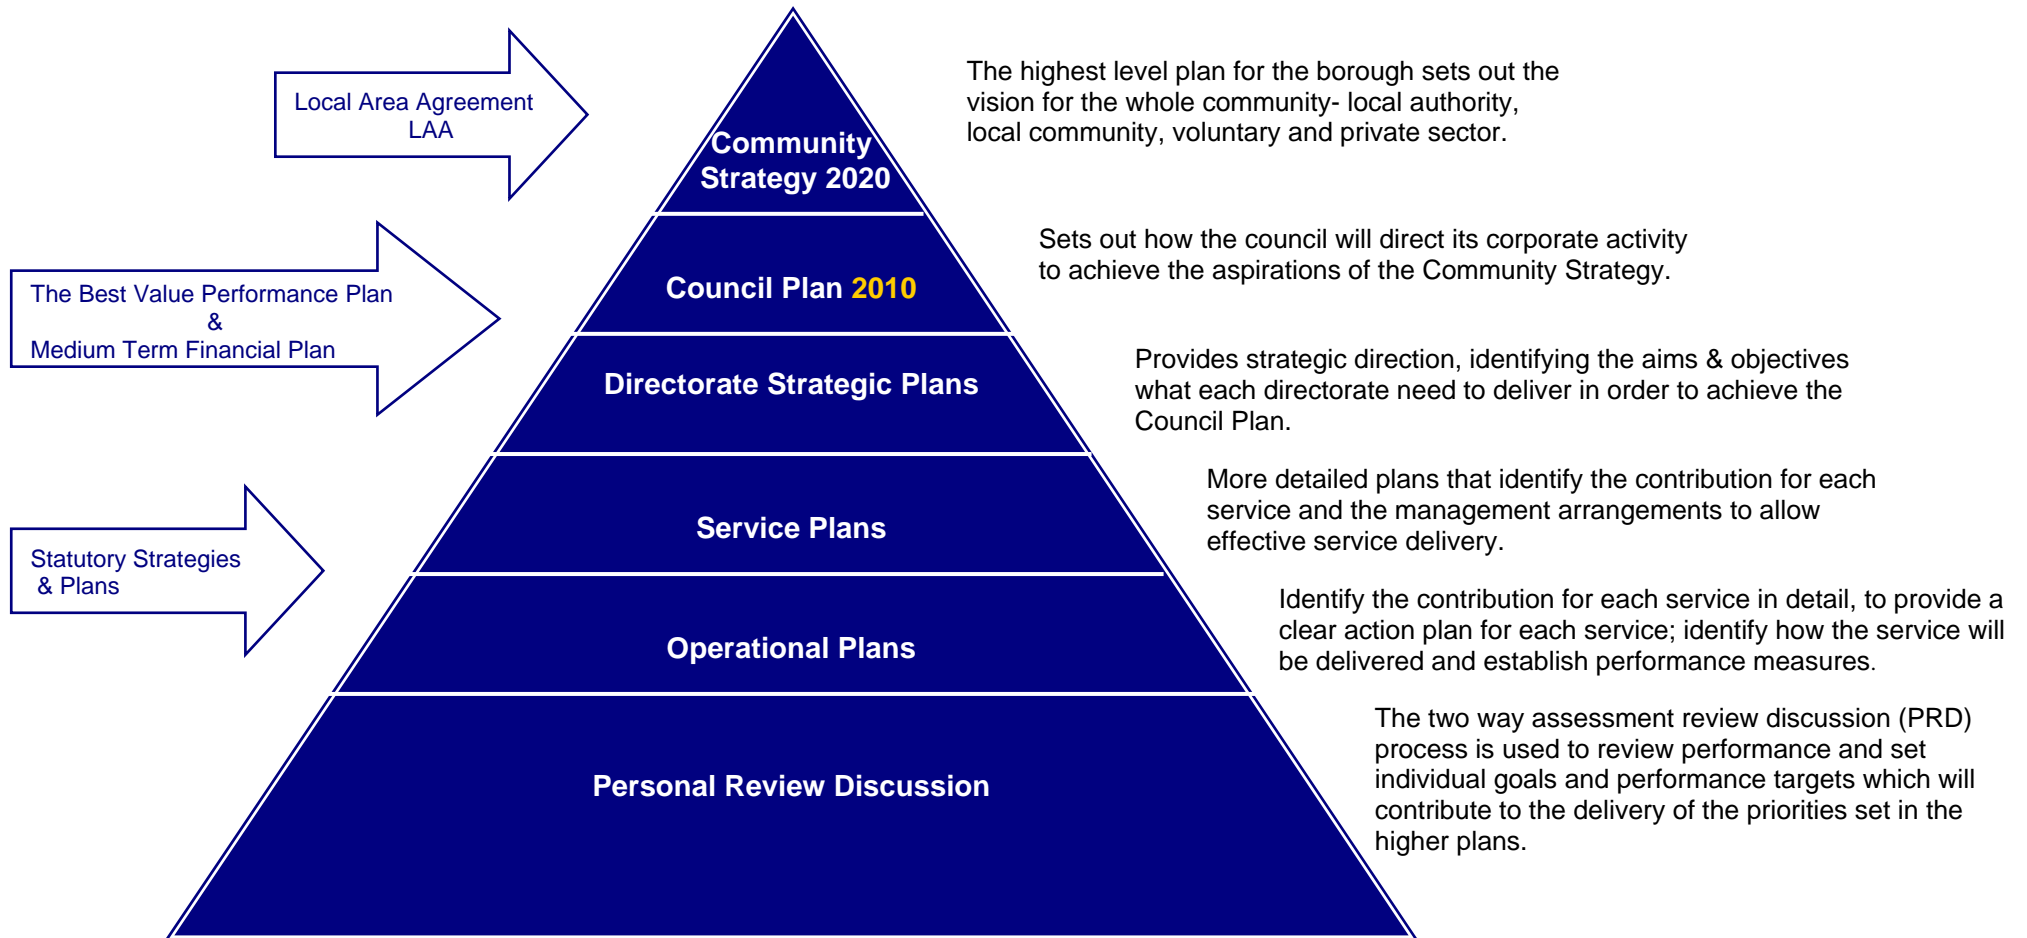 Local Area Agreement
LAA
Community
Strategy 2020
The highest level plan for the borough sets out the
vision for the whole community- local authority,
local community, voluntary and private sector.
The Best Value Performance Plan
&
Medium Term Financial Plan
Council Plan 2010
Sets out how the council will direct its corporate activity
to achieve the aspirations of the Community Strategy.
Directorate Strategic Plans
Provides strategic direction, identifying the aims & objectives
what each directorate need to deliver in order to achieve the
Council Plan.
Statutory Strategies
& Plans
Service Plans
More detailed plans that identify the contribution for each
service and the management arrangements to allow
effective service delivery.
Operational Plans
Identify the contribution for each service in detail, to provide a
clear action plan for each service; identify how the service will
be delivered and establish performance measures.
Personal Review Discussion
The two way assessment review discussion (PRD)
process is used to review performance and set
individual goals and performance targets which will
contribute to the delivery of the priorities set in the
higher plans.